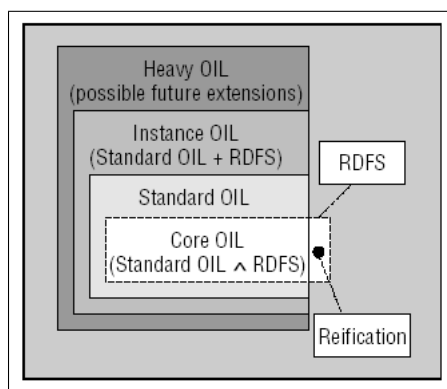 Heavy OIL
(possible future extensions)
Instance OIL
(Standard OIL + RDFS)
RDFS
Standard OIL
Core OIL
(Standard OIL ∧ RDFS)
Reification